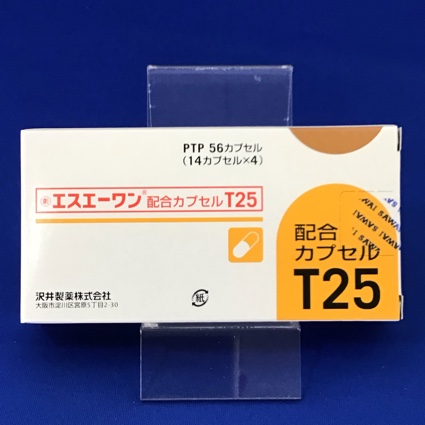 PTP 56カプセル
(14カプセル×4)
劇 エスエーワン® 配合カプセルT25
配合
カプセル
T25
沢井製薬株式会社
大阪市淀川区宮原5丁目2-30
紙
SAWAI SAWAI